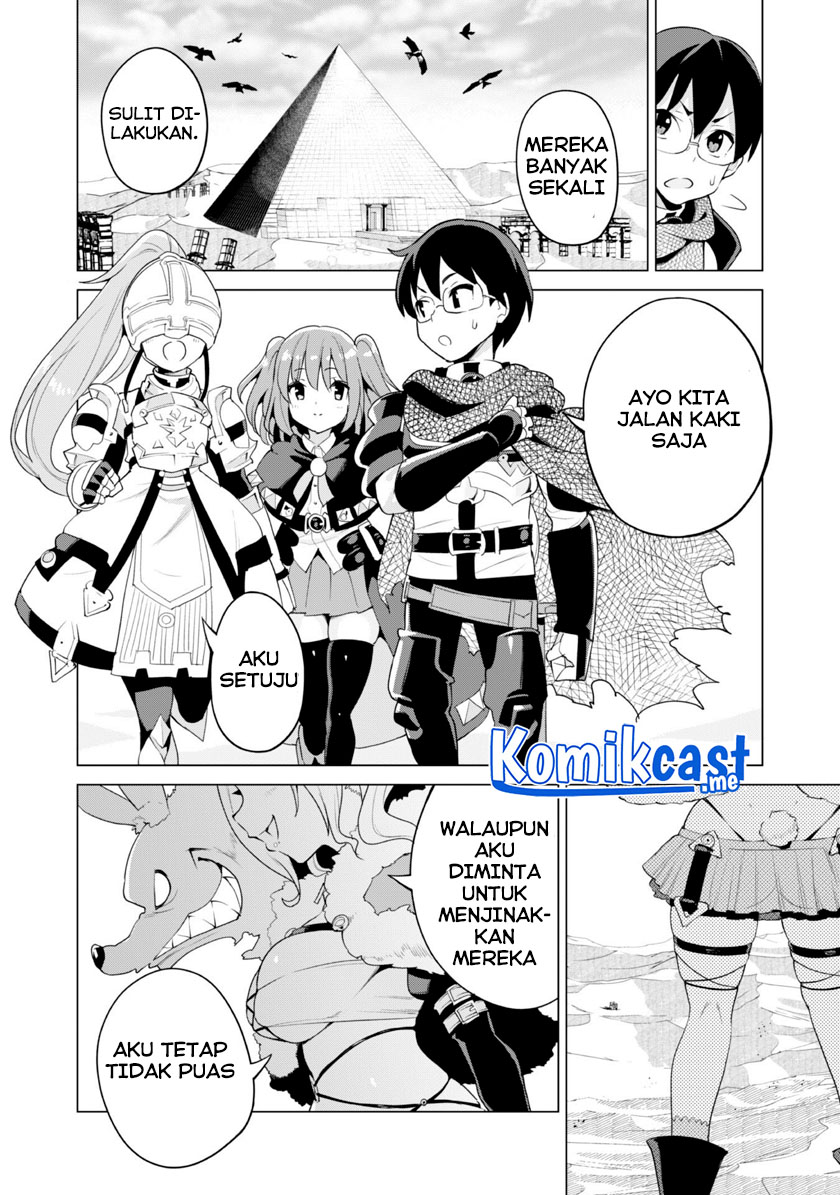 MEREKA
BANYAK
SEKALI
SULIT DI-
LAKUKAN.
AYO KITA
JALAN KAKI
SAJA
AKU
SETUJU
Komikcast
.me
WALAUPUN
AKU
DIMINTA
UNTUK
MENJINAK-
KAN
MEREKA
AKU TETAP
TIDAK PUAS